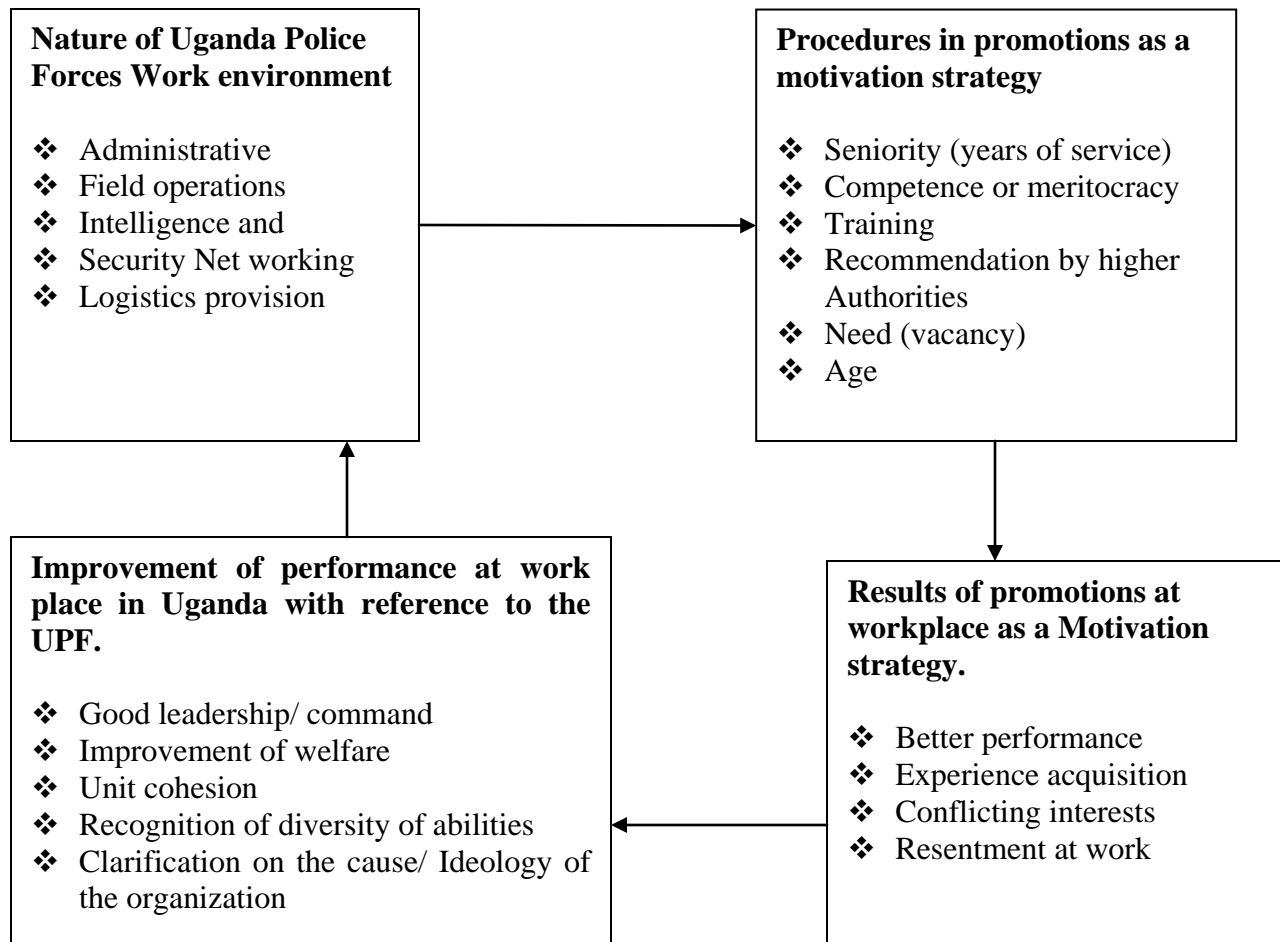 Nature of Uganda Police
Forces Work environment
❖ Administrative
❖ Field operations
❖ Intelligence and
❖ Security Net working
❖ Logistics provision
Procedures in promotions as a
motivation strategy
❖ Seniority (years of service)
❖ Competence or meritocracy
❖ Training
❖ Recommendation by higher
Authorities
❖ Need (vacancy)
❖ Age
Results of promotions at
workplace as a Motivation
strategy.
❖ Better performance
❖ Experience acquisition
❖ Conflicting interests
❖ Resentment at work
Improvement of performance at work
place in Uganda with reference to the
UPF.
❖ Good leadership/ command
❖ Improvement of welfare
❖ Unit cohesion
❖ Recognition of diversity of abilities
❖ Clarification on the cause/ Ideology of
the organization